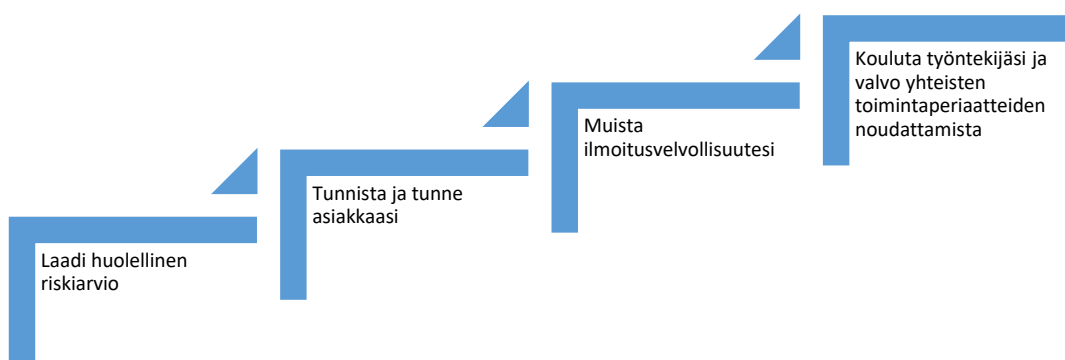 Laadi huolellinen
riskiarvio
Tunnista ja tunne
asiakkaasi
Muista
ilmoitusvelvollisuutesi
Kouluta työntekijäsi ja
valvo yhteisten
toimintaperiaatteiden
noudattamista